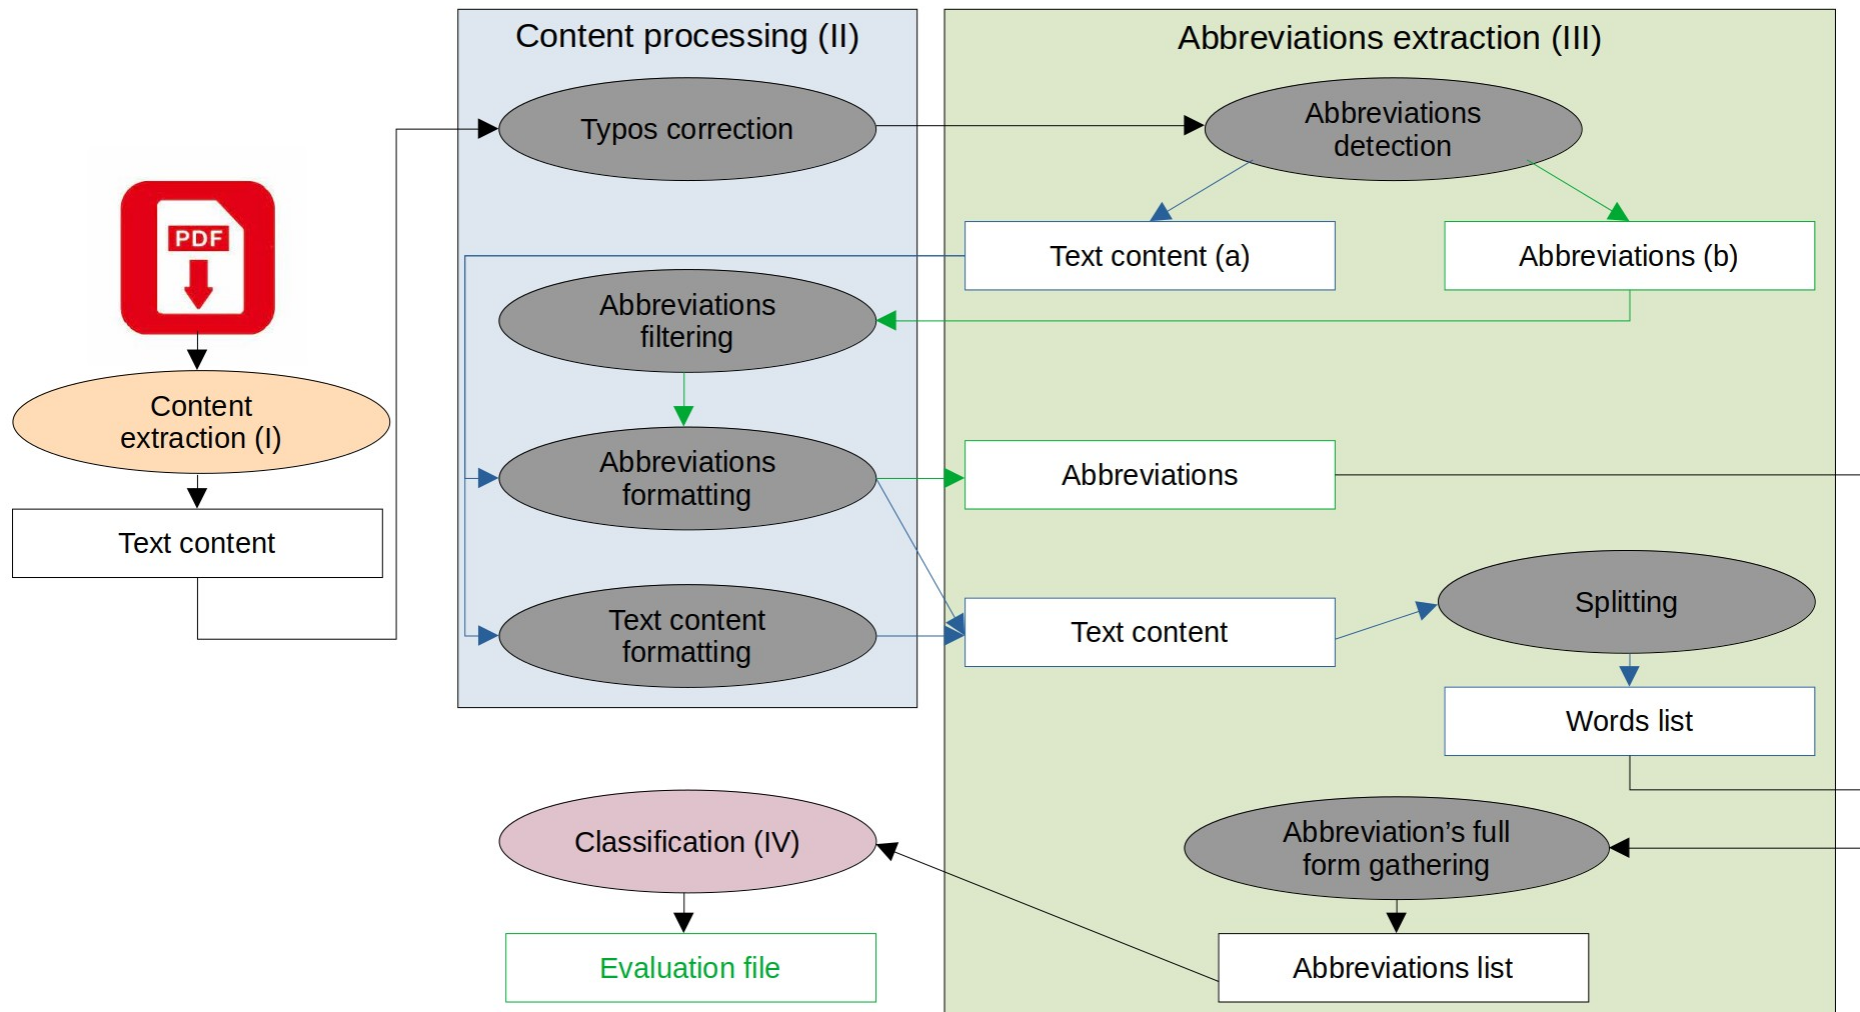 Content processing (II)
Abbreviations extraction (III)
Typos correction
Abbreviations
detection
PDF
Text content (a)
Abbreviations (b)
Abbreviations
filtering
Content
extraction (I)
Abbreviations
formatting
Abbreviations
Text content
Text content
formatting
Text content
Splitting
Words list
Classification (IV)
Abbreviation’s full
form gathering
Evaluation file
Abbreviations list